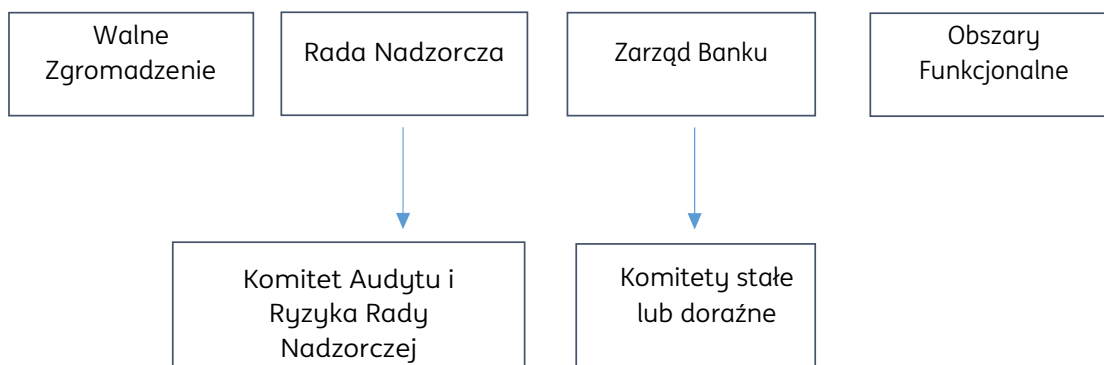 Walne
Zgromadzenie
Rada Nadzorcza
Zarząd Banku
Obszary
Funkcjonalne
Komitet Audytu i
Ryzyka Rady
Nadzorczej
Komitety stałe
lub doraźne